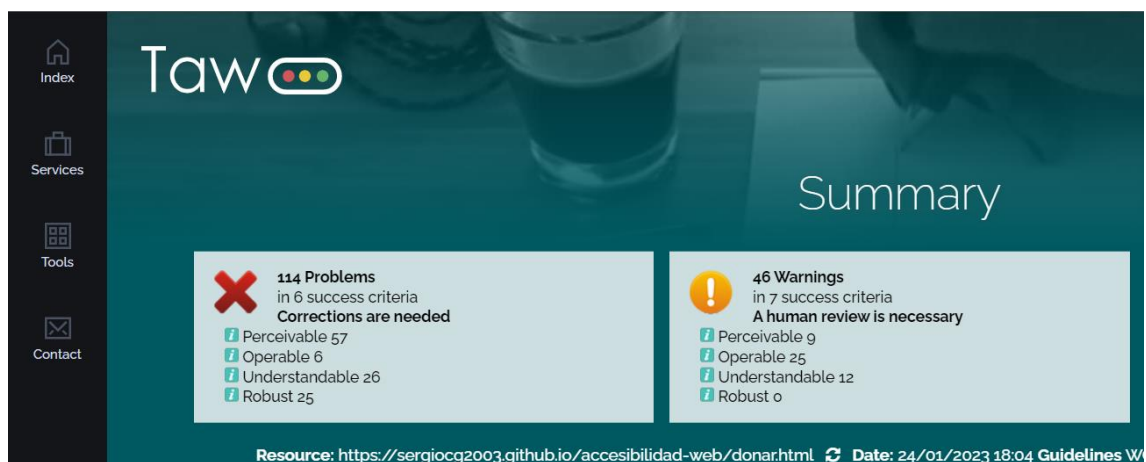 Taw
Index
Services
Tools
Contact
Summary
114 Problems
in 6 success criteria
Corrections are needed
Perceivable 57
Operable 6
Understandable 26
Robust 25
46 Warnings
in 7 success criteria
A human review is necessary
Perceivable 9
Operable 25
Understandable 12
Robust 0
Resource: https://sergiocg2003.github.io/accesibilidad-web/donar.html Date: 24/01/2023 18:04 Guidelines